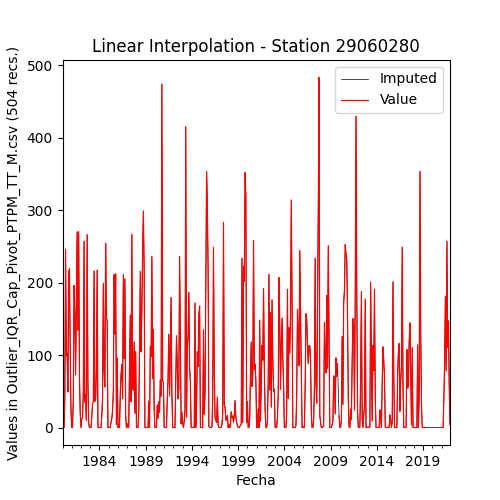 Linear Interpolation - Station 29060280
Values in Outlier_IQR_Cap_Pivot_PTPM_TT_M.csv (504 recs.)
500
400
300
200
100
0
Imputed
Value
1984 1989 1994 1999 2004 2009 2014 2019
Fecha